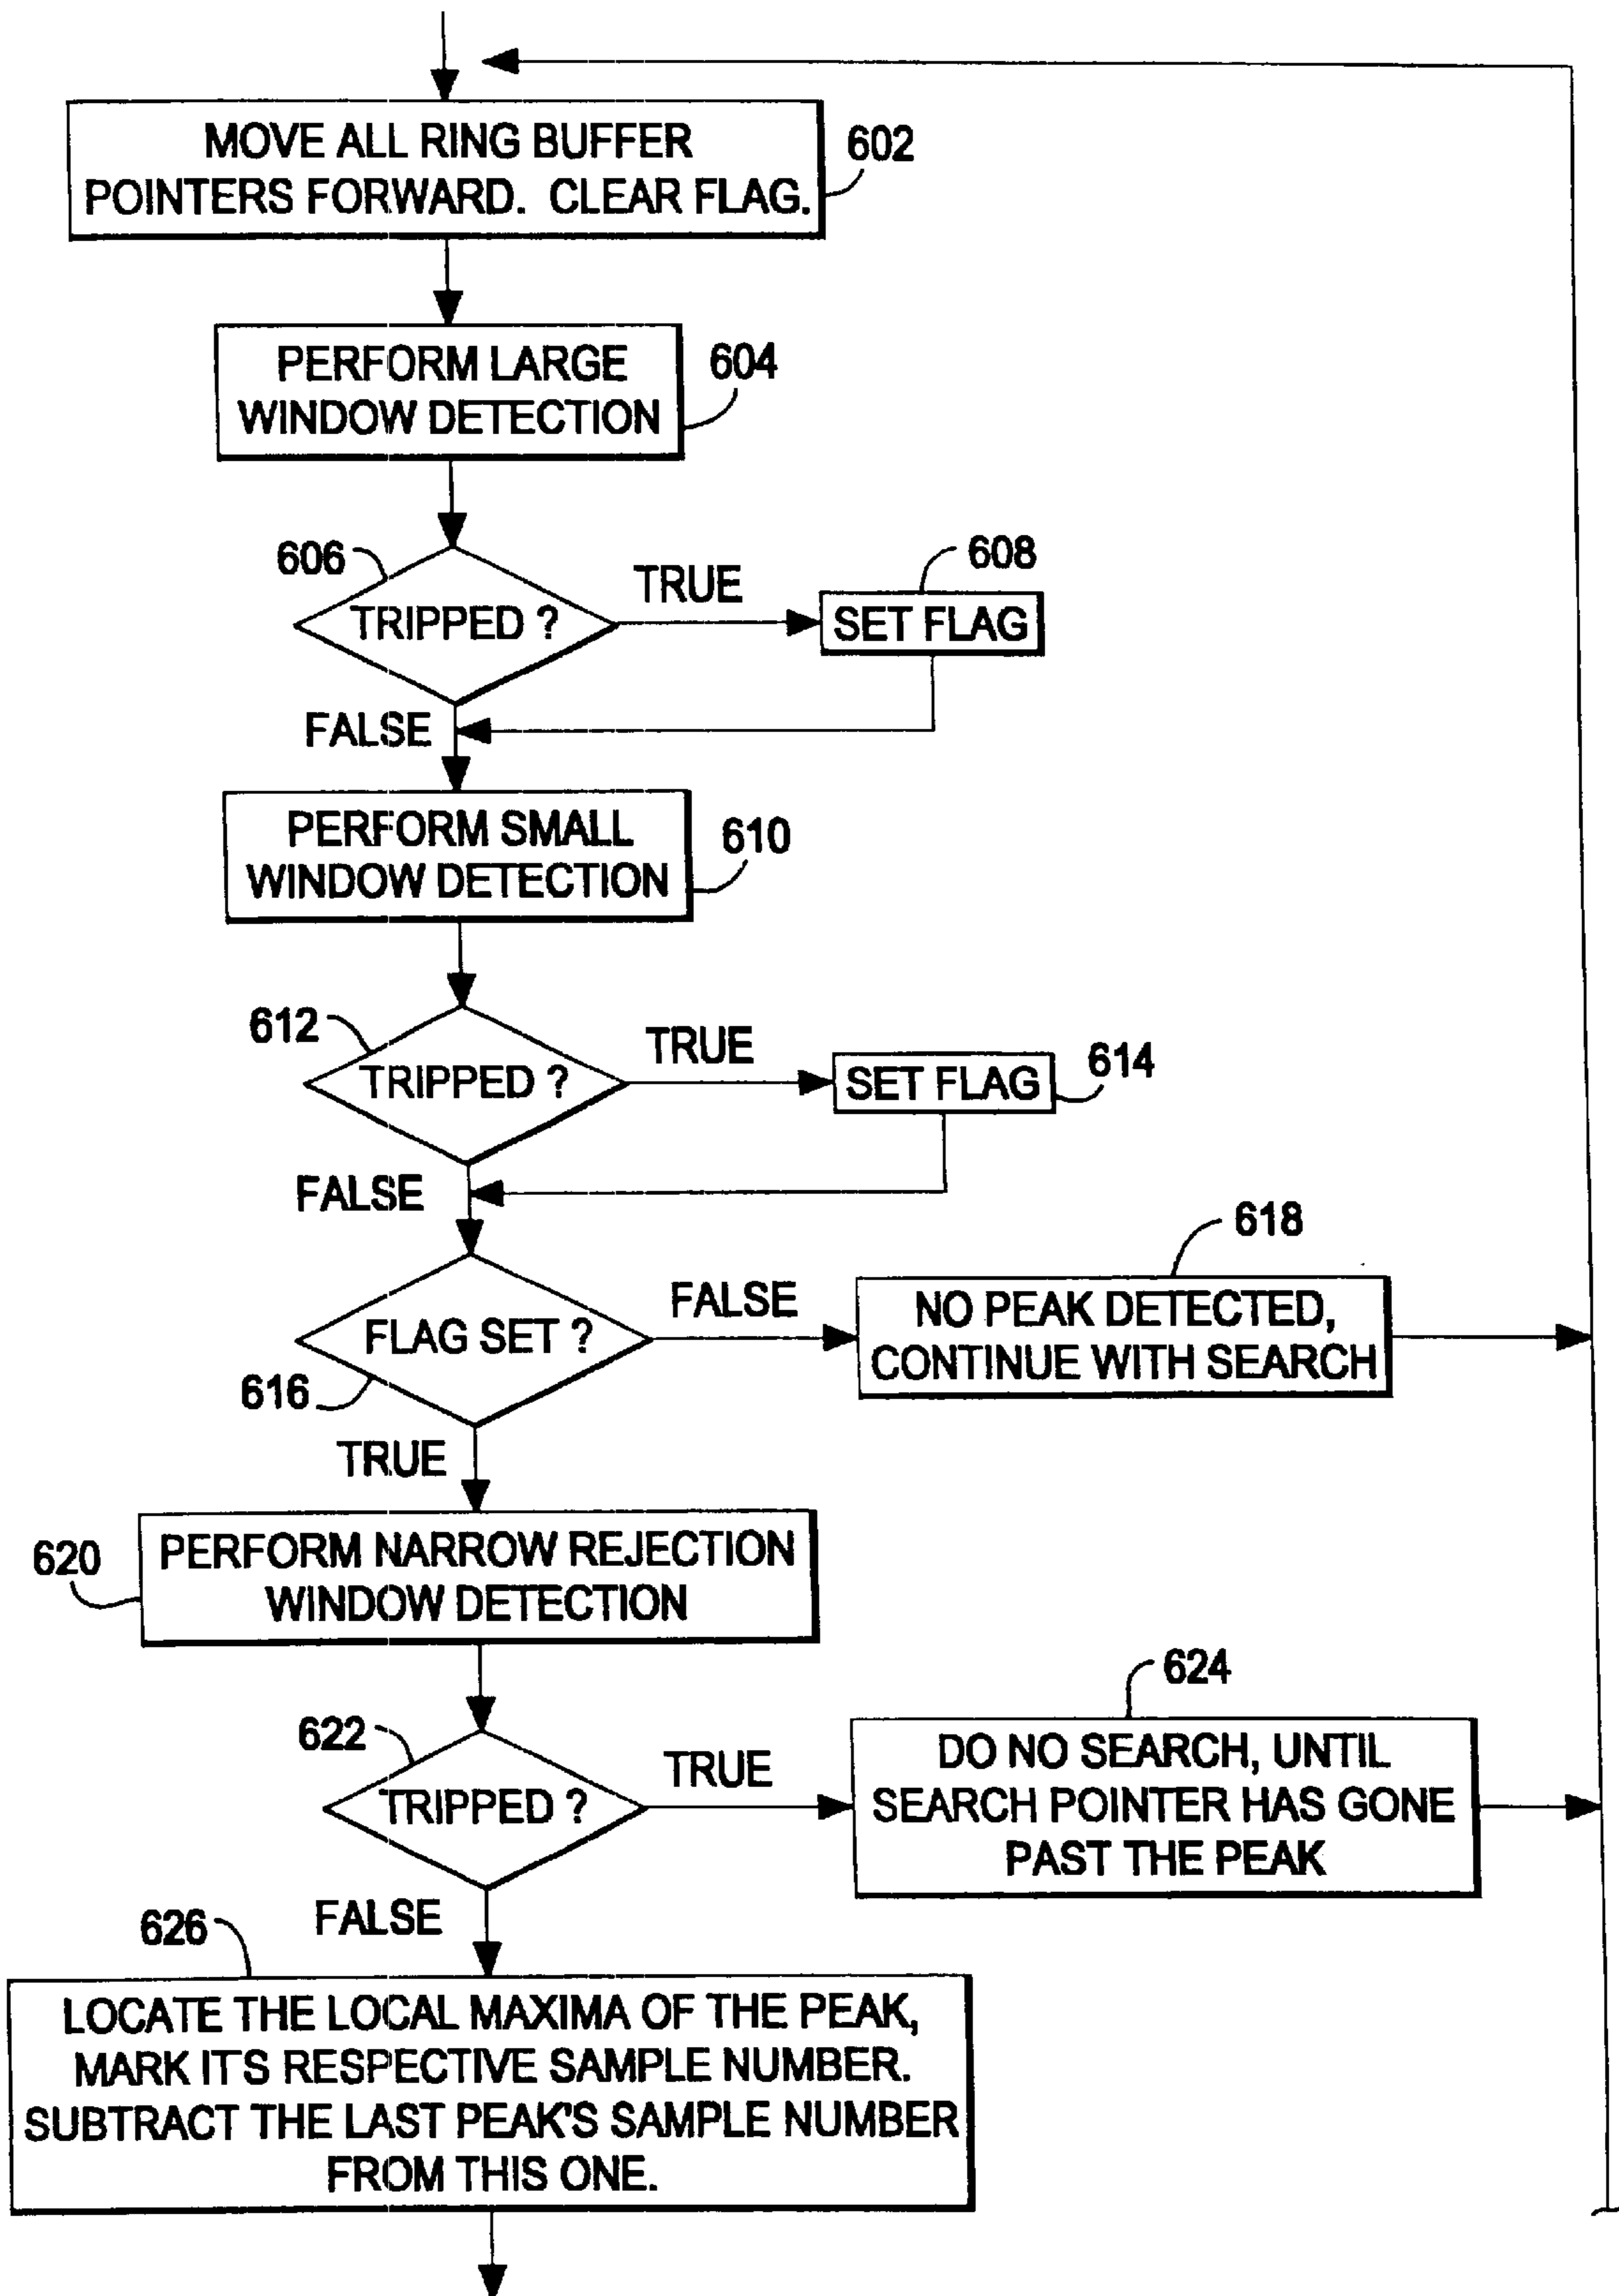 MOVE ALL RING BUFFER
POINTERS FORWARD. CLEAR FLAG.
602
PERFORM LARGE
WINDOW DETECTION
604
606
TRIPPED ?
TRUE
608
SET FLAG
FALSE
PERFORM SMALL
WINDOW DETECTION
610
612
TRIPPED ?
TRUE
SET FLAG
614
FALSE
FLAG SET ?
616
FALSE
618
NO PEAK DETECTED,
CONTINUE WITH SEARCH
TRUE
620
PERFORM NARROW REJECTION
WINDOW DETECTION
622
TRIPPED ?
TRUE
624
DO NO SEARCH, UNTIL
SEARCH POINTER HAS GONE
PAST THE PEAK
FALSE
626
LOCATE THE LOCAL MAXIMA OF THE PEAK,
MARK IT'S RESPECTIVE SAMPLE NUMBER.
SUBTRACT THE LAST PEAK'S SAMPLE NUMBER
FROM THIS ONE.